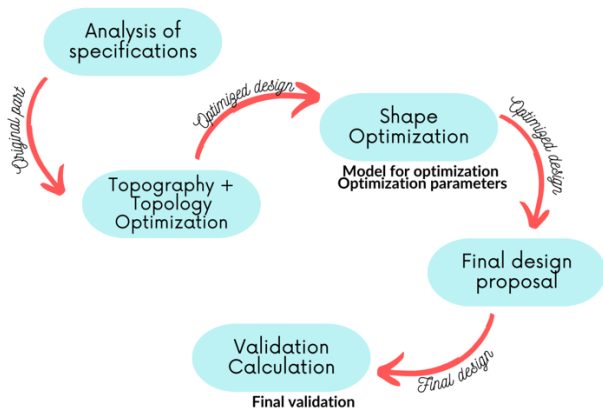 Analysis of
specifications
Original part
Topography +
Topology
Optimization
Optimized design
Shape
Optimization
Model for optimization
Optimization parameters
Optimized design
Final design
proposal
Final design
Validation
Calculation
Final validation